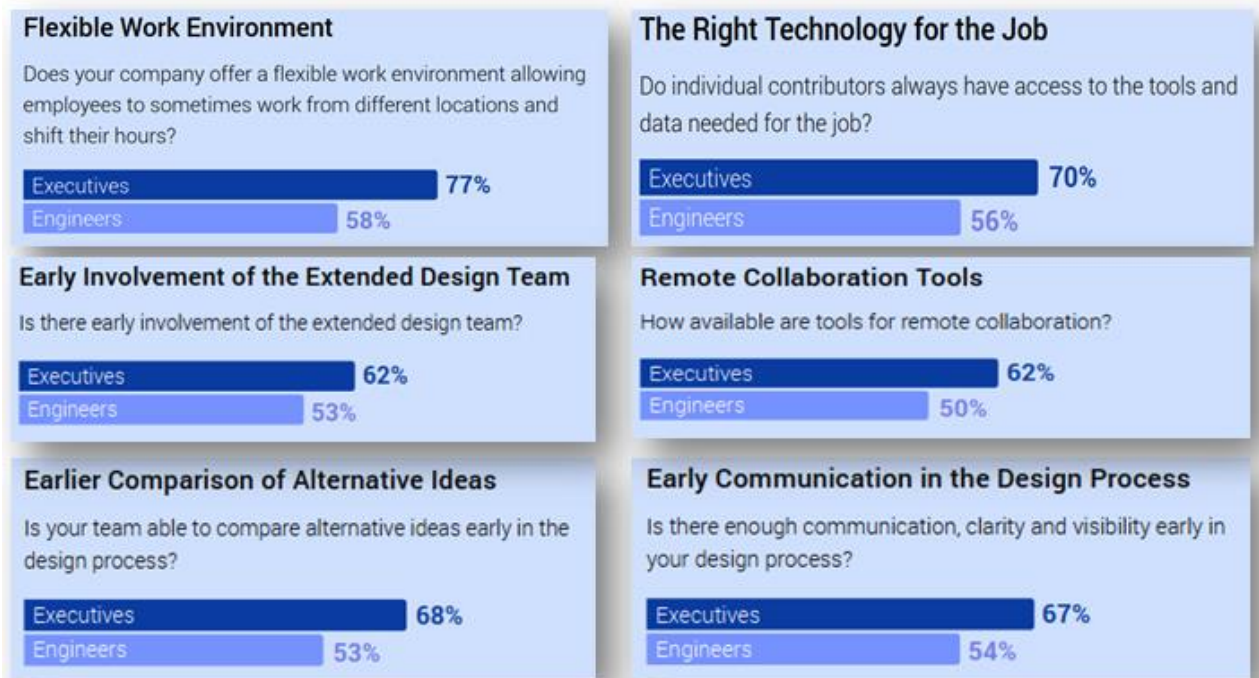 Flexible Work Environment
Does your company offer a flexible work environment allowing
employees to sometimes work from different locations and
shift their hours?
Executives 77%
Engineers 58%
The Right Technology for the Job
Do individual contributors always have access to the tools and
data needed for the job?
Executives 70%
Engineers 56%
Early Involvement of the Extended Design Team
Is there early involvement of the extended design team?
Executives 62%
Engineers 53%
Remote Collaboration Tools
How available are tools for remote collaboration?
Executives 62%
Engineers 50%
Earlier Comparison of Alternative Ideas
Is your team able to compare alternative ideas early in the
design process?
Executives 68%
Engineers 53%
Early Communication in the Design Process
Is there enough communication, clarity and visibility early in
your design process?
Executives 67%
Engineers 54%